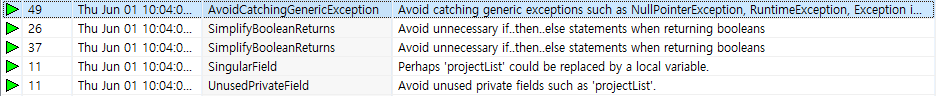 49 Thu Jun 01 10:04:0... AvoidCatchingGenericException Avoid catching generic exceptions such as NullPointerException, RuntimeException, Exception i...
26 Thu Jun 01 10:04:0... SimplifyBooleanReturns Avoid unnecessary if..then..else statements when returning booleans
37 Thu Jun 01 10:04:0... SimplifyBooleanReturns Avoid unnecessary if..then..else statements when returning booleans
11 Thu Jun 01 10:04:0... SingularField Perhaps 'projectList' could be replaced by a local variable.
11 Thu Jun 01 10:04:0... UnusedPrivateField Avoid unused private fields such as 'projectList'.